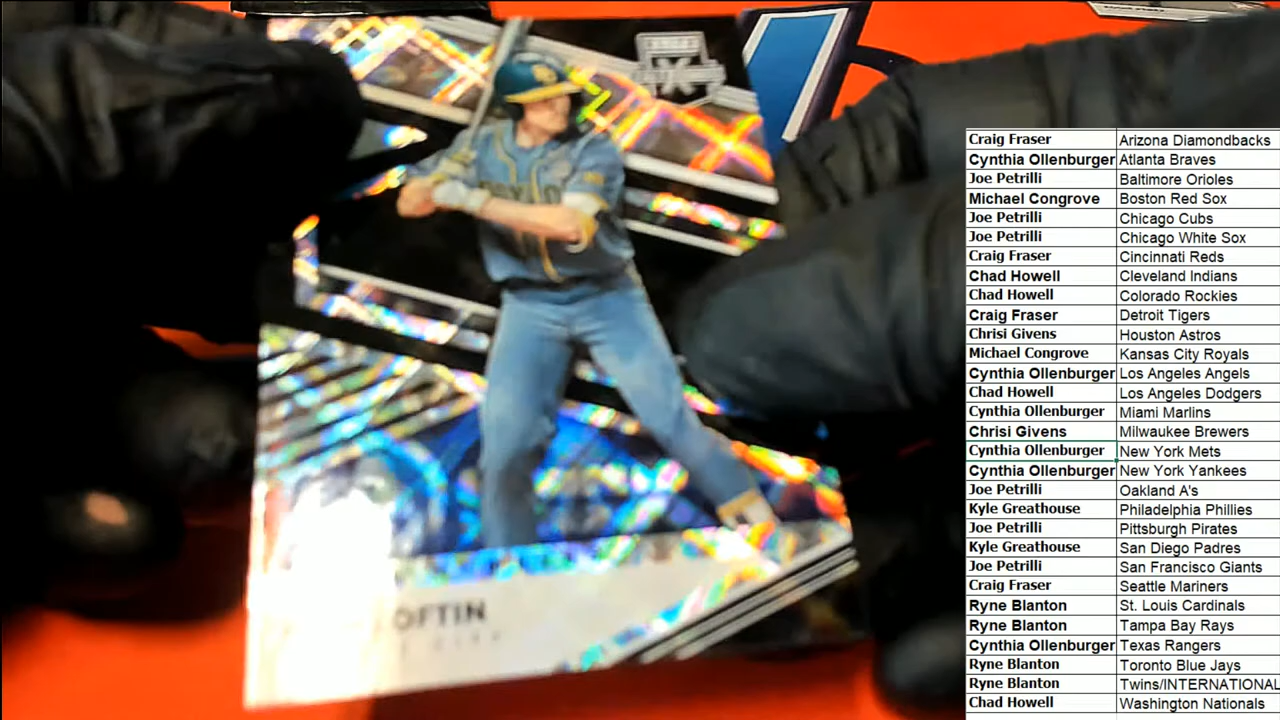 OFTIN
Craig Fraser Arizona Diamondbacks
Cynthia Ollenburger Atlanta Braves
Joe Petrilli Baltimore Orioles
Michael Congrove Boston Red Sox
Joe Petrilli Chicago Cubs
Joe Petrilli Chicago White Sox
Craig Fraser Cincinnati Reds
Chad Howell Cleveland Indians
Chad Howell Colorado Rockies
Craig Fraser Detroit Tigers
Chrisi Givens Houston Astros
Michael Congrove Kansas City Royals
Cynthia Ollenburger Los Angeles Angels
Chad Howell Los Angeles Dodgers
Cynthia Ollenburger Miami Marlins
Chrisi Givens Milwaukee Brewers
Cynthia Ollenburger New York Mets
Cynthia Ollenburger New York Yankees
Joe Petrilli Oakland A's
Kyle Greathouse Philadelphia Phillies
Joe Petrilli Pittsburgh Pirates
Kyle Greathouse San Diego Padres
Joe Petrilli San Francisco Giants
Craig Fraser Seattle Mariners
Ryne Blanton St. Louis Cardinals
Ryne Blanton Tampa Bay Rays
Cynthia Ollenburger Texas Rangers
Ryne Blanton Toronto Blue Jays
Ryne Blanton Twins/INTERNATIONAL
Chad Howell Washington Nationals